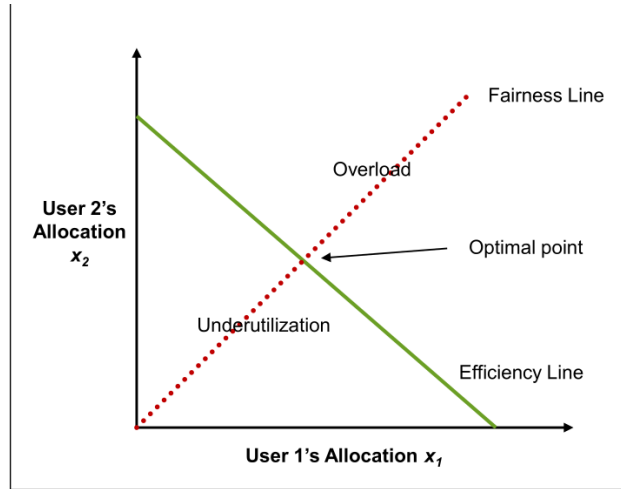 Fairness Line
Overload
User 2's
Allocation
x2
Optimal point
Underutilization
Efficiency Line
User 1's Allocation x1